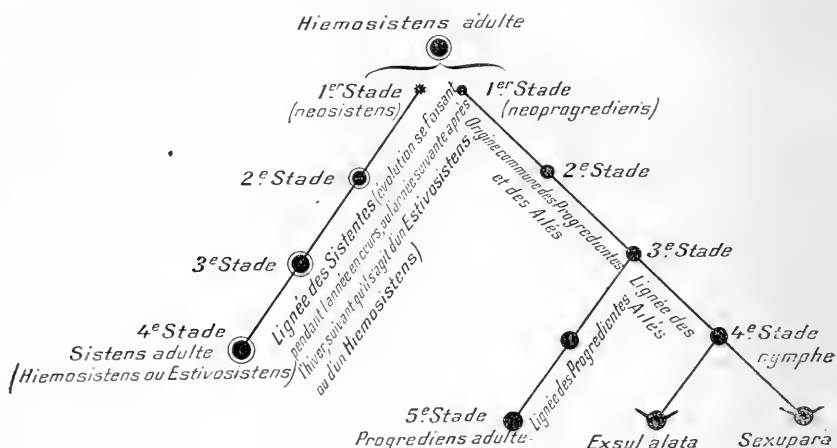 Hiemosistens adulte
1er Stade
(neosistens)
1er Stade
(neoprogrediens)
2e Stade
3e Stade
4e Stade
Sistens adulte
(Hiemosistens ou Estivosistens)
Lignée des Sistentes (évolution se faisant
pendant l'année en cours, ou l'année suivante après
l'hiver, suivant qu'il s'agit d'un Estivosistens
ou d'un Hiemosistens)
Origine commune des Progredientes
et des Ailés
2e Stade
3e Stade
Lignée des
Ailés
4e Stade
nymphe
Lignée des Progredientes
5e Stade
Progrediens adulte
Exsul alata
Sexupara